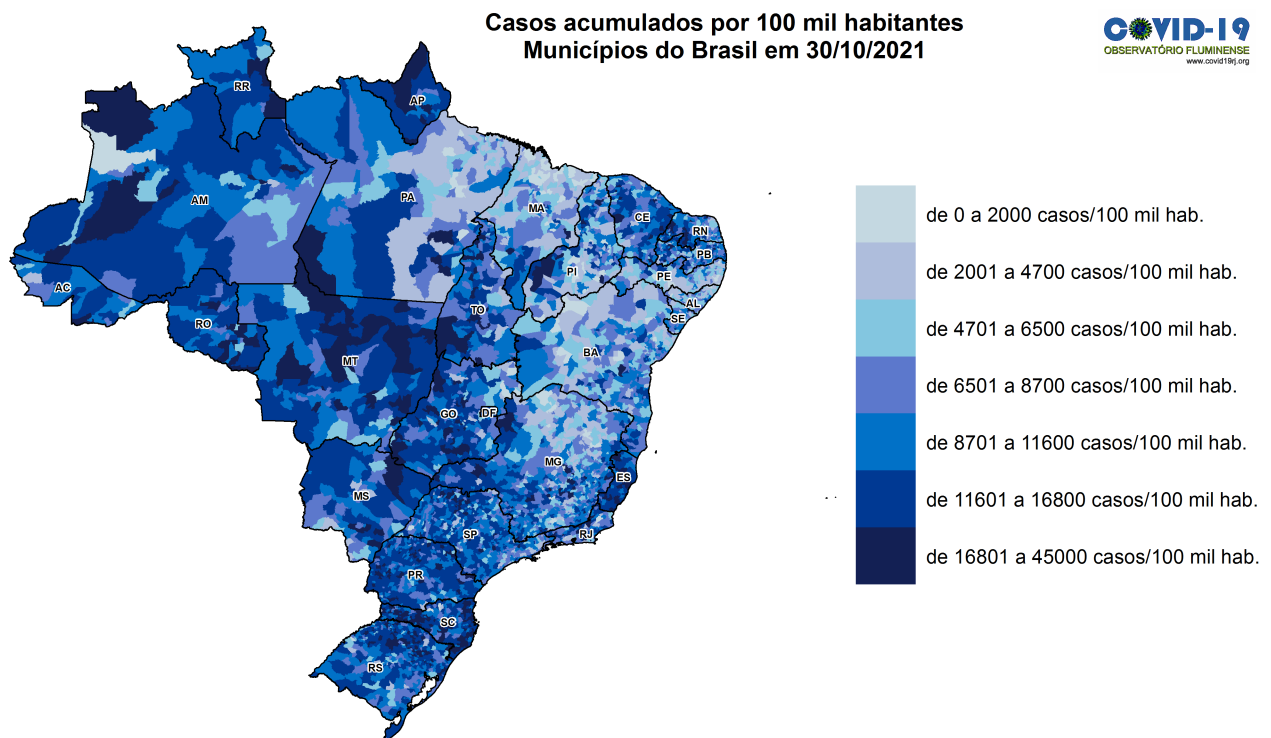 Casos acumulados por 100 mil habitantes
Municípios do Brasil em 30/10/2021
COVID-19
OBSERVATÓRIO FLUMINENSE
www.covid19rj.org
RR
AP
AM
PA
MA
CE
RN
PB
PI
PE
AC
AL
TO
SE
RO
BA
MT
GO
DF
MG
ES
MS
SP
RJ
PR
SC
RS
de 0 a 2000 casos/100 mil hab.
de 2001 a 4700 casos/100 mil hab.
de 4701 a 6500 casos/100 mil hab.
de 6501 a 8700 casos/100 mil hab.
de 8701 a 11600 casos/100 mil hab.
de 11601 a 16800 casos/100 mil hab.
de 16801 a 45000 casos/100 mil hab.